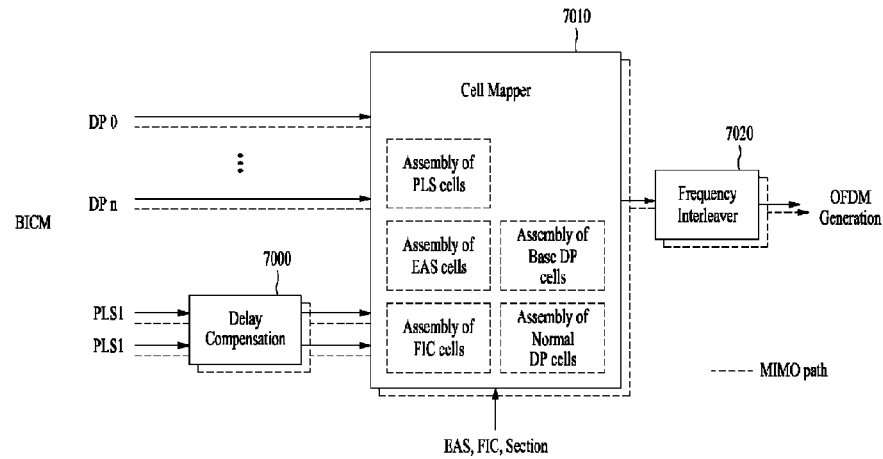 7010
Cell Mapper
DP 0
7020
Assembly of
PLS cells
Frequency
Interleaver
OFDM
Generation
DP n
BICM
Assembly of
EAS cells
Assembly of
Base DP
cells
7000
PLS1
Delay
Compensation
PLS1
Assembly of
FIC cells
Assembly of
Normal
DP cells
MIMO path
EAS, FIC, Section